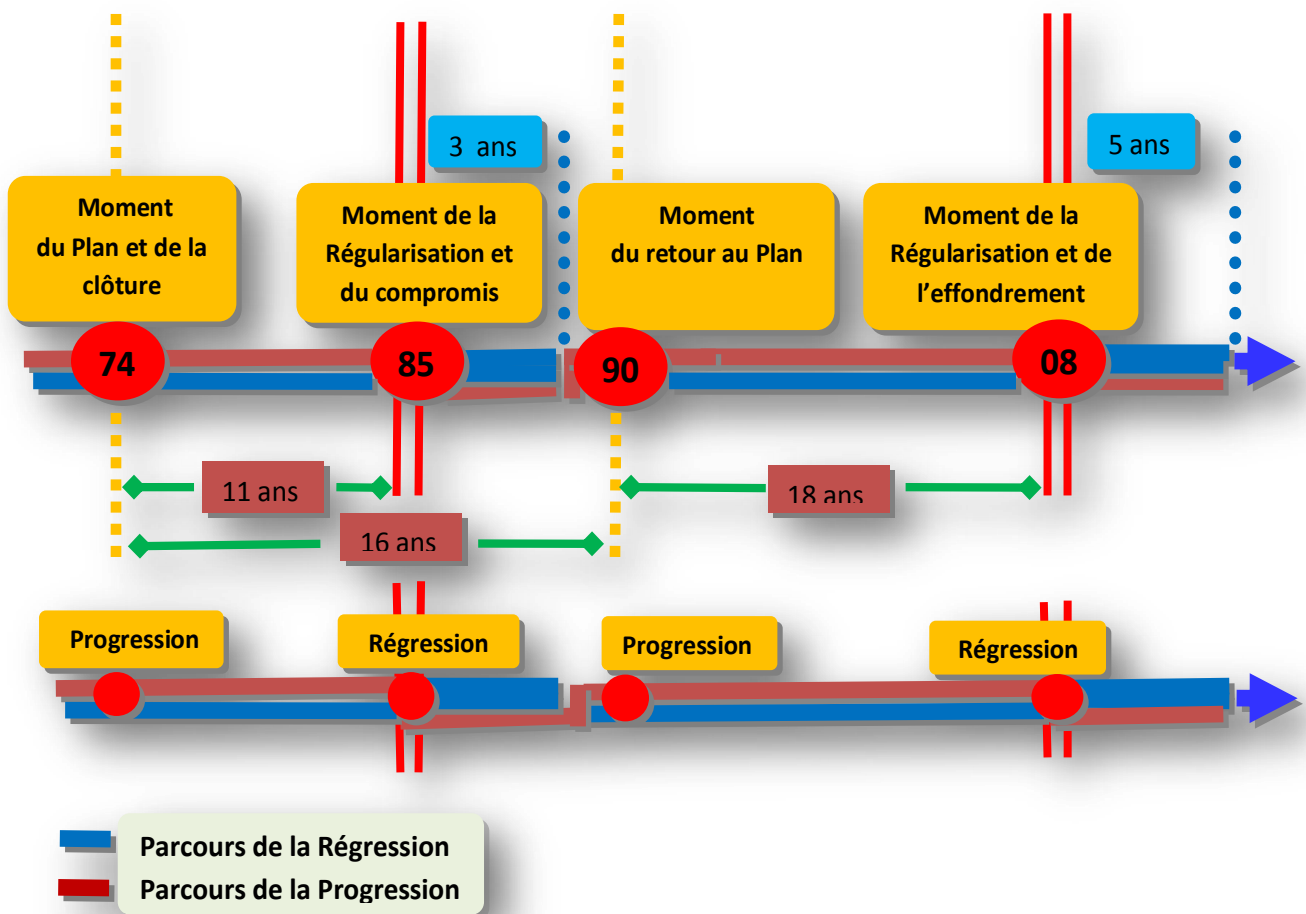 3 ans
5 ans
Moment
du Plan et de la
clôture
Moment de la
Régularisation et
du compromis
Moment
du retour au Plan
Moment de la
Régularisation et de
l’effondrement
74
85
90
08
11 ans
18 ans
16 ans
Progression
Régression
Progression
Régression
Parcours de la Régression
Parcours de la Progression